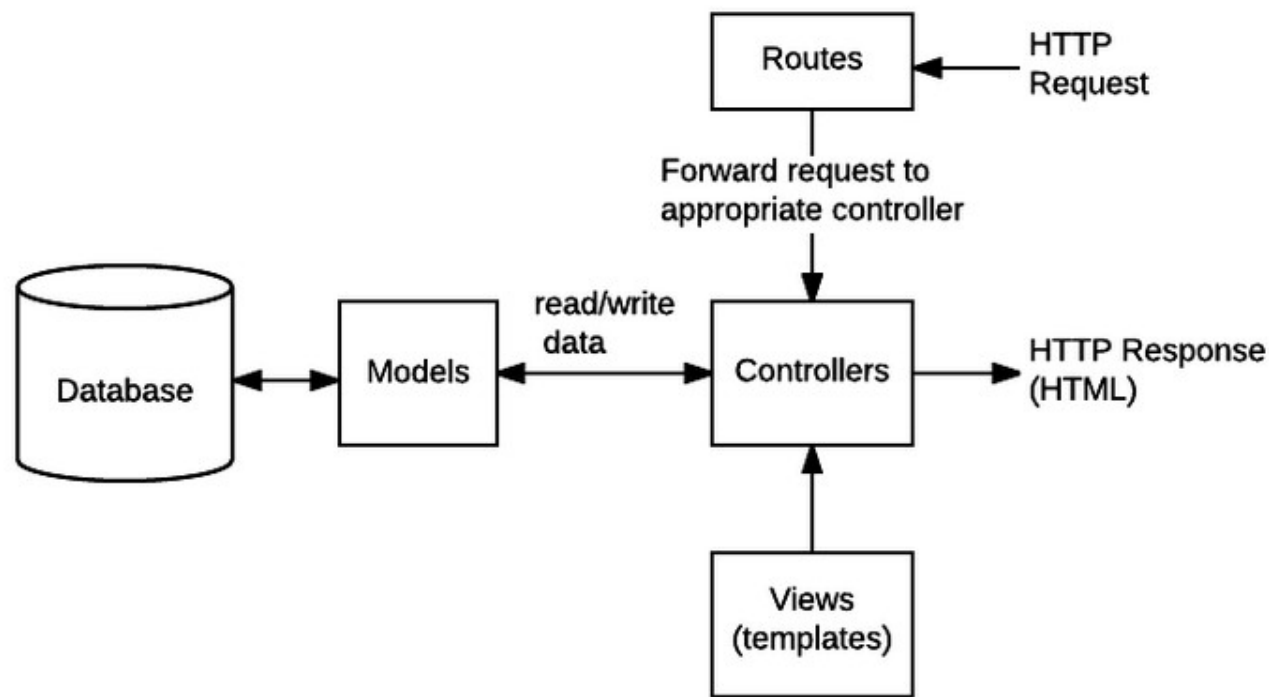 Routes
HTTP
Request
Forward request to
appropriate controller
read/write
data
Database
Models
Controllers
HTTP Response
(HTML)
Views
(templates)